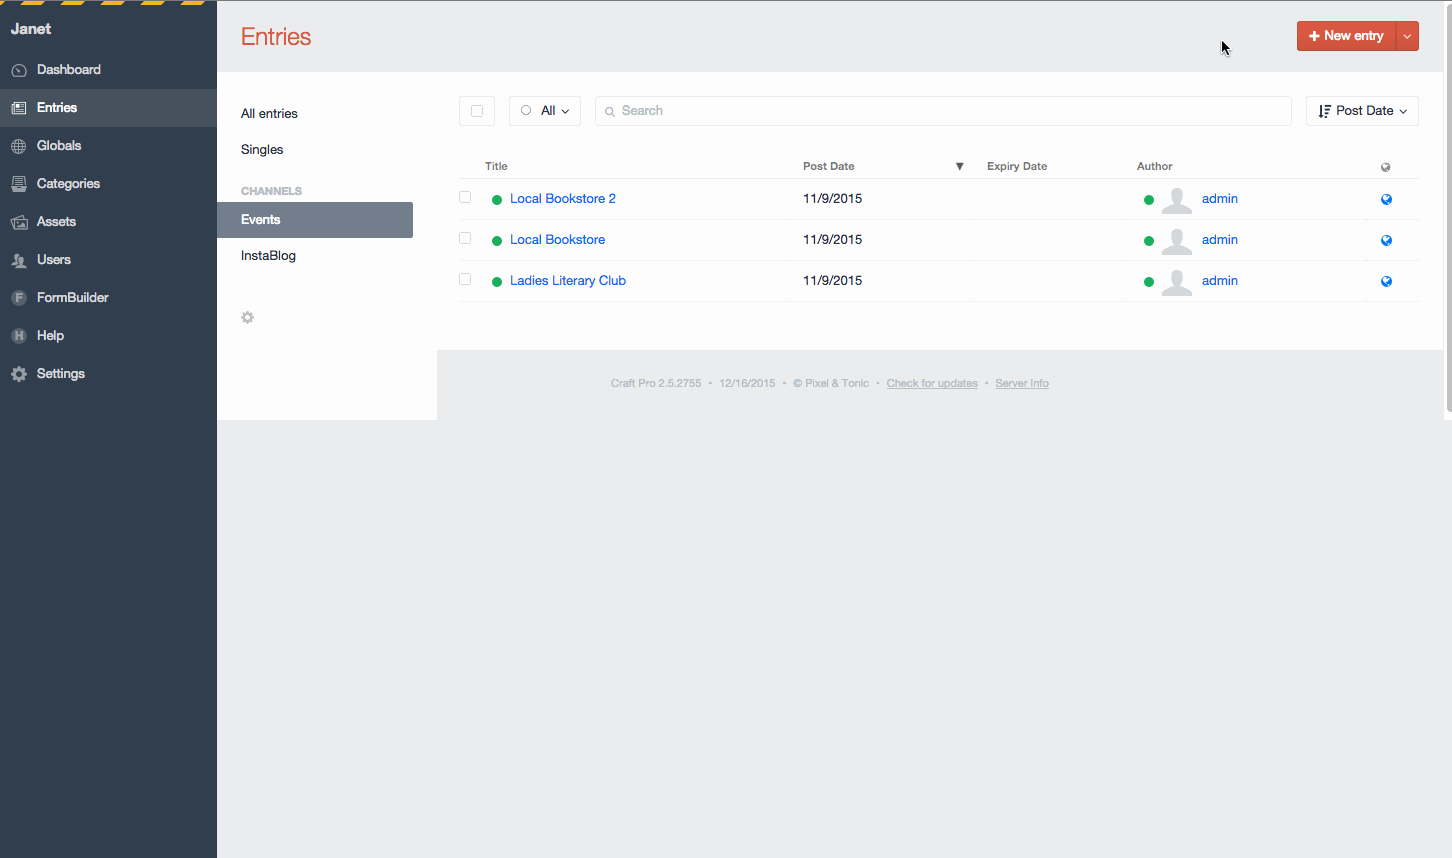 Janet
Dashboard
Entries
Globals
Categories
Assets
Users
F FormBuilder
H Help
Settings
Entries
+ New entry
All entries
Singles
CHANNELS
Events
InstaBlog
All
Search
Post Date
Title Post Date ▼ Expiry Date Author
Local Bookstore 2 11/9/2015 admin
Local Bookstore 11/9/2015 admin
Ladies Literary Club 11/9/2015 admin
Craft Pro 2.5.2755 • 12/16/2015 • © Pixel & Tonic • Check for updates • Server Info